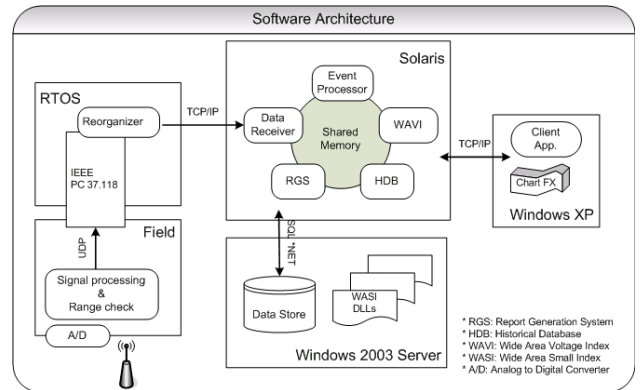 Software Architecture
RTOS
Reorganizer
IEEE
PC 37.118
TCP/IP
Field
UDP
Signal processing
&
Range check
A/D
Solaris
Event
Processor
Data
Receiver
Shared
Memory
WAVI
RGS
HDB
SQL *NET
TCP/IP
Client
App.
Chart FX
Windows XP
Data Store
WASI
DLLs
Windows 2003 Server
* RGS: Report Generation System
* HDB: Historical Database
* WAVI: Wide Area Voltage Index
* WASI: Wide Area Small Index
* A/D: Analog to Digital Converter